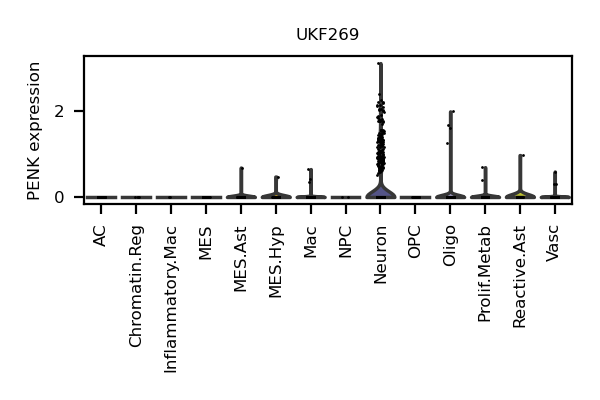 UKF269
PENK expression
2
0
AC
Chromatin.Reg
Inflammatory.Mac
MES
MES.Ast
MES.Hyp
Mac
NPC
Neuron
OPC
Oligo
Prolif.Metab
Reactive.Ast
Vasc